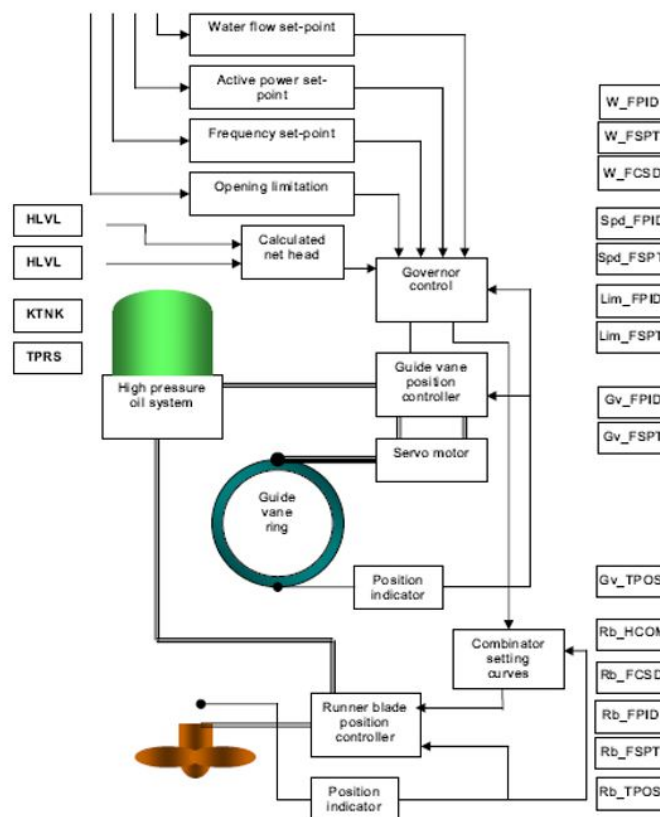 Water flow set-point
Active power set-
point
Frequency set-point
Opening limitation
HLVL
HLVL
KTNK
TPRS
Calculated
net head
Governor
control
High pressure
oil system
Guide vane
position
controller
Servo motor
Guide
vane
ring
Position
indicator
Combinator
setting
curves
Runner blade
position
controller
Position
indicator
W_FPID
W_FSPT
W_FCSD
Spd_FPID
Spd_FSPT
Lim_FPID
Lim_FSPT
Gv_FPID
Gv_FSPT
Gv_TPOS
Rb_HCOM
Rb_FCSD
Rb_FPID
Rb_FSPT
Rb_TPOS